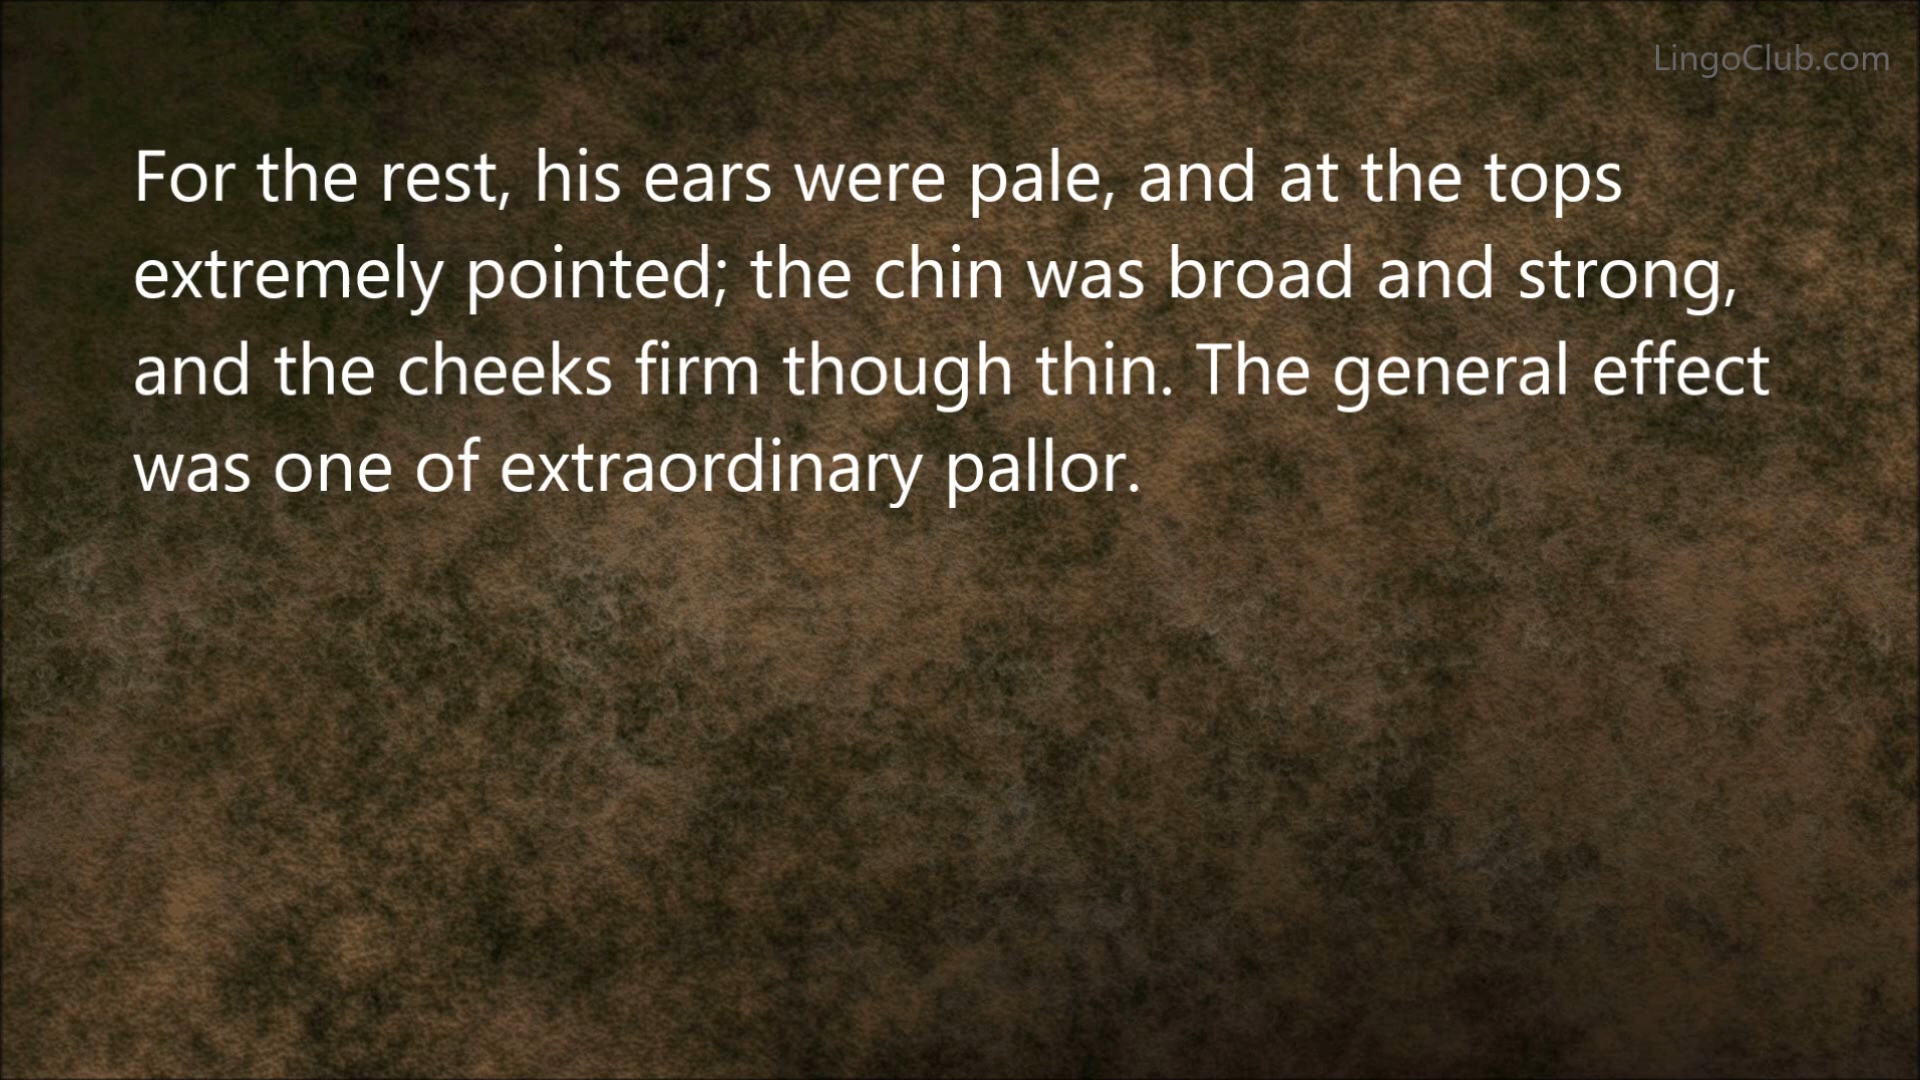 LingoClub.com
For the rest, his ears were pale, and at the tops
extremely pointed; the chin was broad and strong,
and the cheeks firm though thin. The general effect
was one of extraordinary pallor.